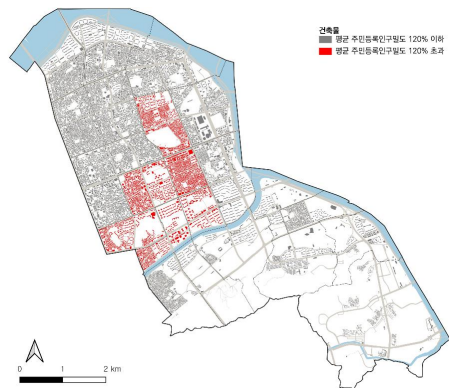 건축물
평균 주민등록인구밀도 120% 이하
평균 주민등록인구밀도 120% 초과
0 1 2 km